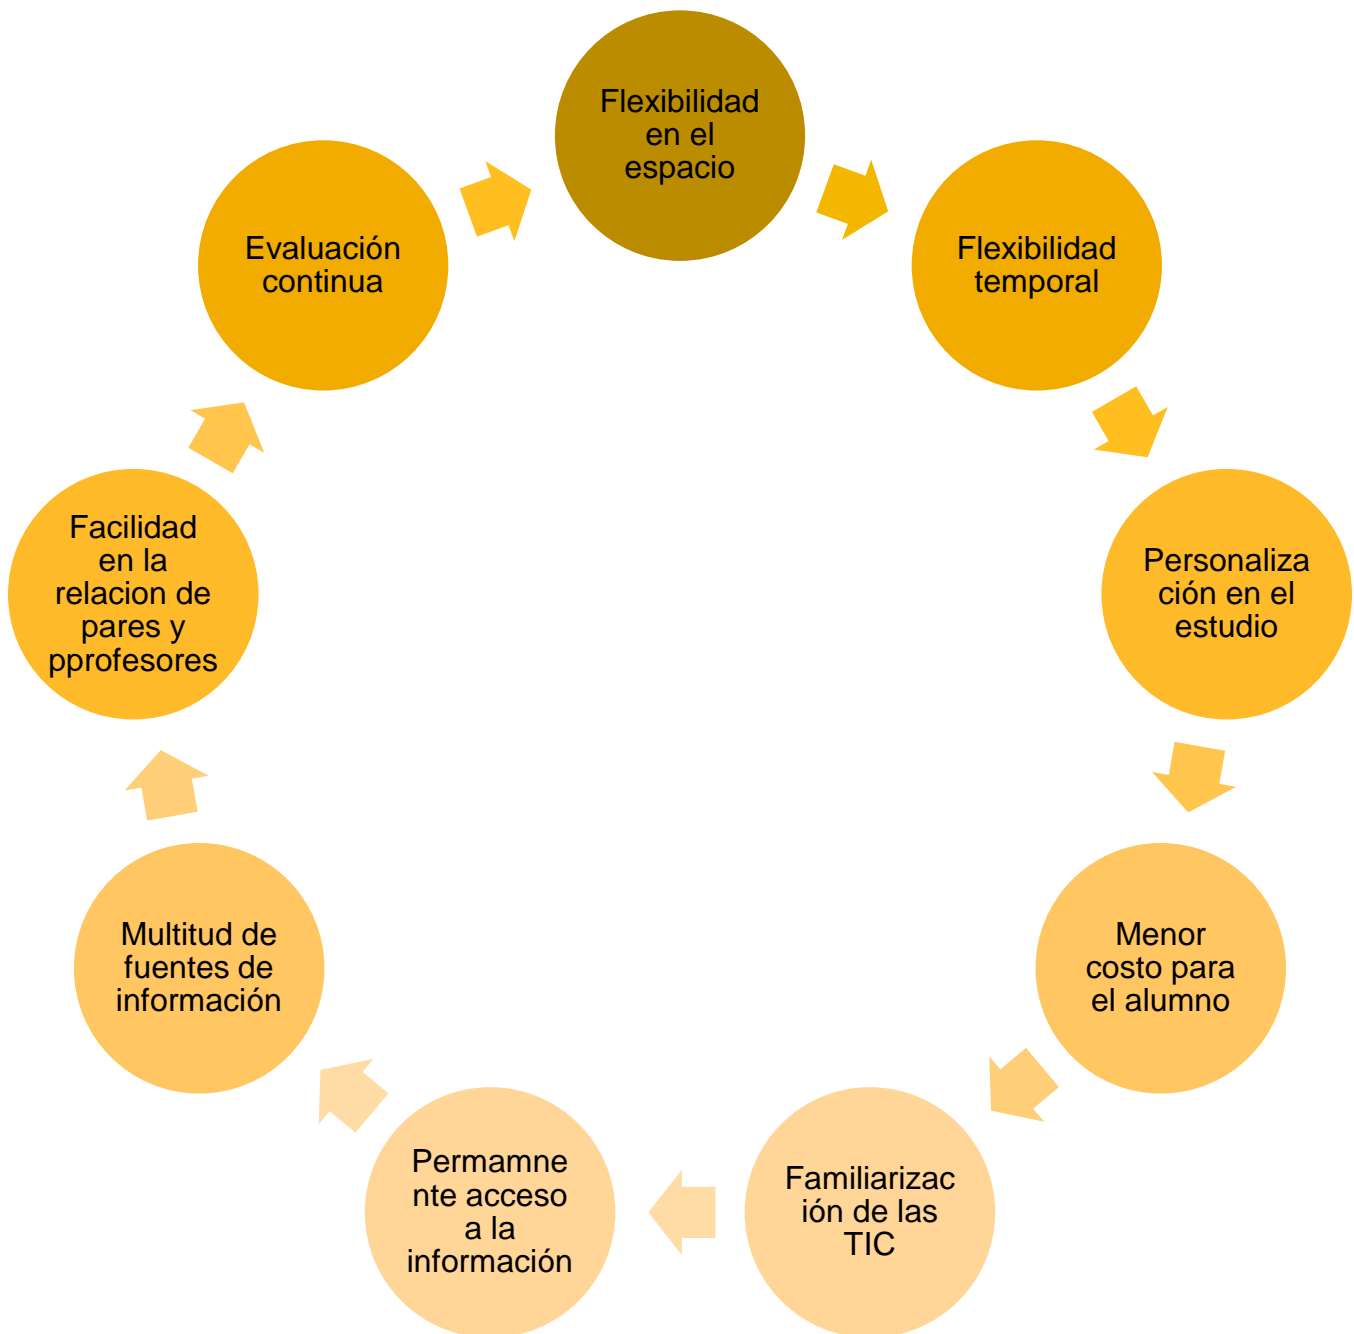 Flexibilidad
en el
espacio
Flexibilidad
temporal
Personaliza
ción en el
estudio
Menor
costo para
el alumno
Familiarizac
ión de las
TIC
Permamne
nte acceso
a la
información
Multitud de
fuentes de
información
Facilidad
en la
relacion de
pares y
pprofesores
Evaluación
continua